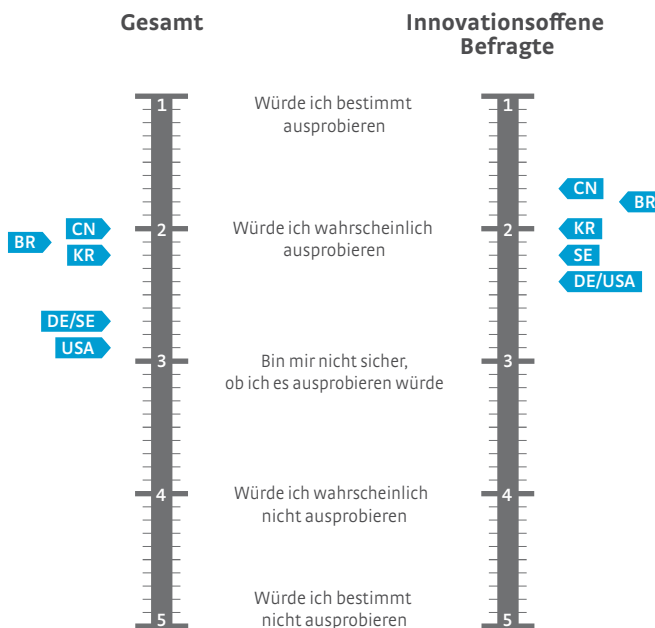 Gesamt
Innovationsoffene
Befragte
1
Würde ich bestimmt
ausprobieren
1
CN
BR
CN
BR
KR
2
Würde ich wahrscheinlich
ausprobieren
2
KR
SE
DE/USA
DE/SE
USA
3
Bin mir nicht sicher,
ob ich es ausprobieren würde
3
4
Würde ich wahrscheinlich
nicht ausprobieren
4
Würde ich bestimmt
nicht ausprobieren
5
5